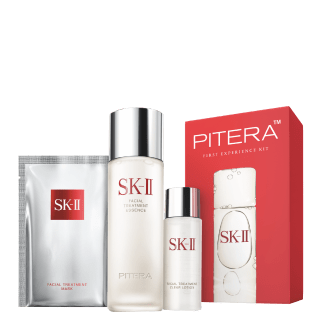 SK-II
FACIAL TREATMENT
MASK
SK-II
FACIAL
TREATMENT
ESSENCE
PITERA
SK-II
FACIAL TREATMENT
CLEAR LOTION
PITERA™
FIRST EXPERIENCE KIT
SK-II